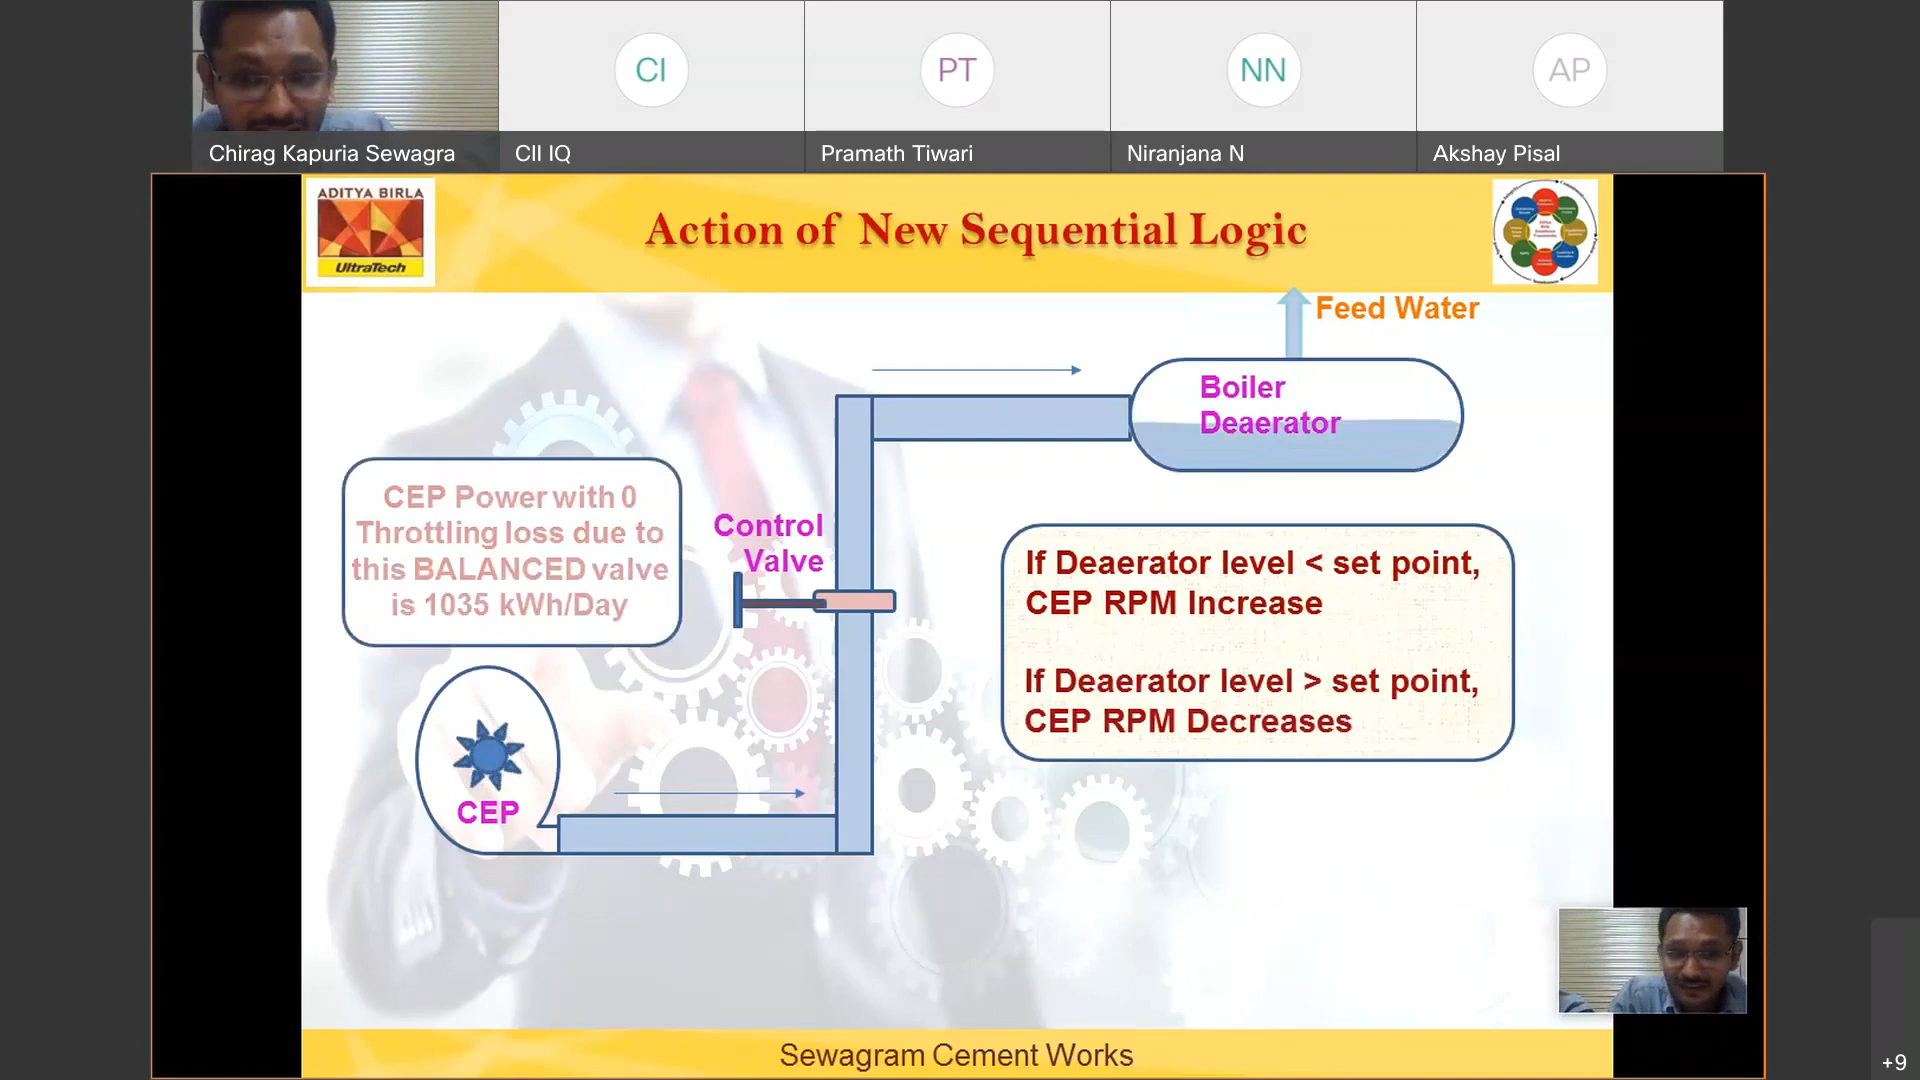 CI
PT
NN
AP
Chirag Kapuria Sewagra
CII IQ
Pramath Tiwari
Niranjana N
Akshay Pisal
ADITYA BIRLA
UltraTech
Action of New Sequential Logic
Feed Water
Boiler
Deaerator
CEP Power with 0
Throttling loss due to
this BALANCED valve
is 1035 kWh/Day
Control
Valve
If Deaerator level < set point,
CEP RPM Increase
If Deaerator level > set point,
CEP RPM Decreases
CEP
Sewagram Cement Works
+9